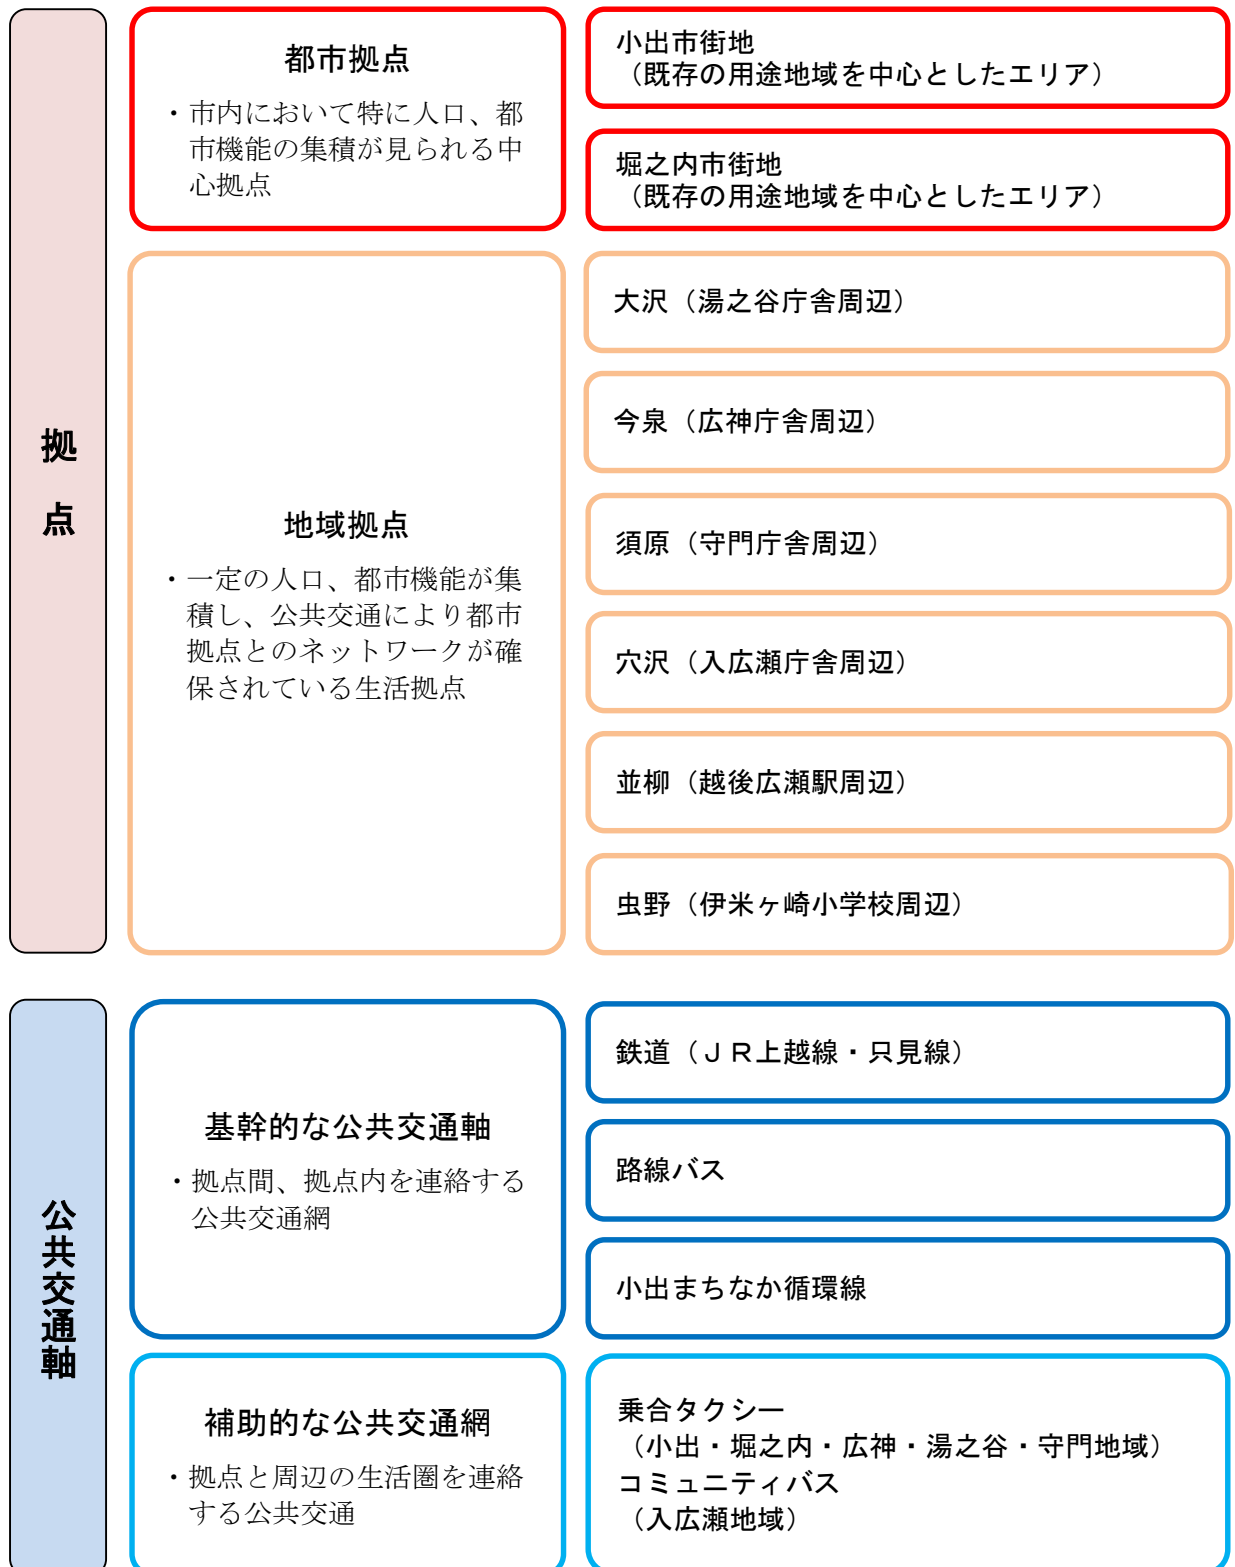 拠点
都市拠点
・市内において特に人口、都
市機能の集積が見られる中
心拠点
小出市街地
（既存の用途地域を中心としたエリア）
堀之内市街地
（既存の用途地域を中心としたエリア）
地域拠点
・一定の人口、都市機能が集
積し、公共交通により都市
拠点とのネットワークが確
保されている生活拠点
大沢（湯之谷庁舎周辺）
今泉（広神庁舎周辺）
須原（守門庁舎周辺）
穴沢（入広瀬庁舎周辺）
並柳（越後広瀬駅周辺）
虫野（伊米ヶ崎小学校周辺）
公共交通軸
基幹的な公共交通軸
・拠点間、拠点内を連絡する
公共交通網
鉄道（ＪＲ上越線・只見線）
路線バス
小出まちなか循環線
補助的な公共交通網
・拠点と周辺の生活圏を連絡
する公共交通
乗合タクシー
（小出・堀之内・広神・湯之谷・守門地域）
コミュニティバス
（入広瀬地域）